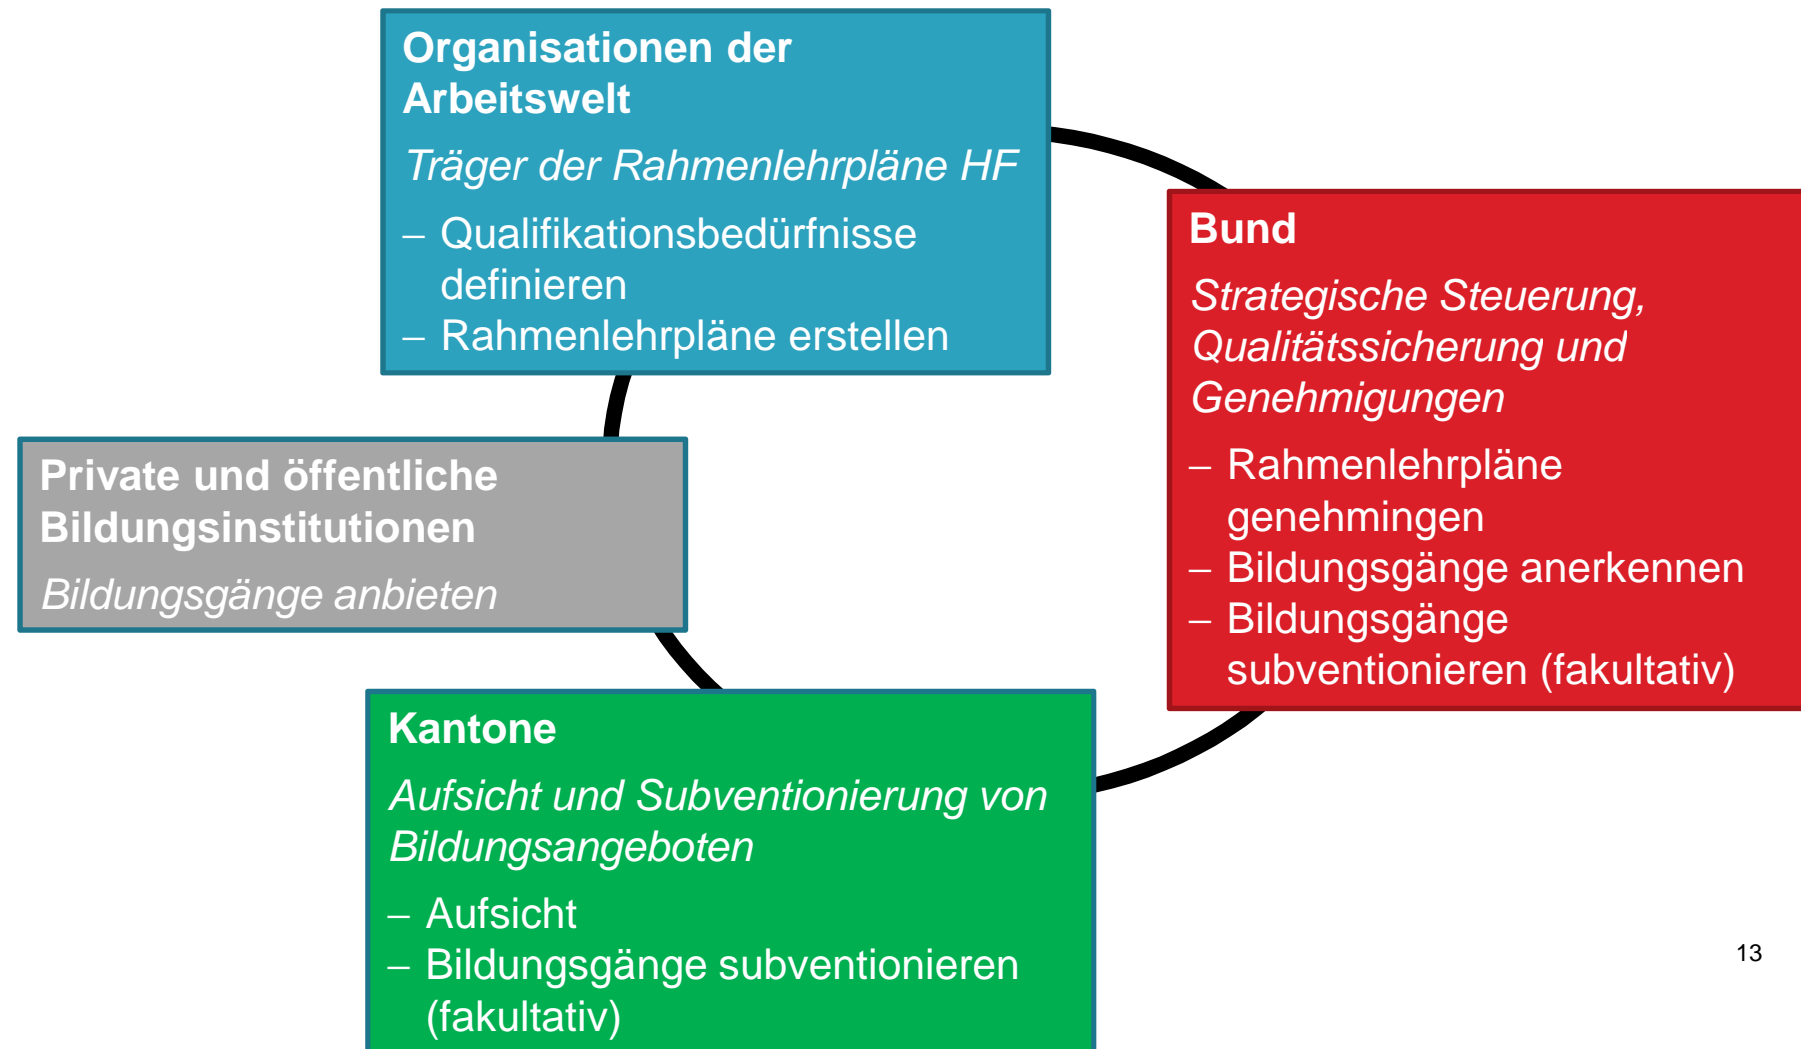 Organisationen der
Arbeitswelt
Träger der Rahmenlehrpläne HF
– Qualifikationsbedürfnisse
definieren
– Rahmenlehrpläne erstellen
Bund
Strategische Steuerung,
Qualitätssicherung und
Genehmigungen
– Rahmenlehrpläne
genehmingen
– Bildungsgänge anerkennen
– Bildungsgänge
subventionieren (fakultativ)
Private und öffentliche
Bildungsinstitutionen
Bildungsgänge anbieten
Kantone
Aufsicht und Subventionierung von
Bildungsangeboten
– Aufsicht
– Bildungsgänge subventionieren
(fakultativ)
13